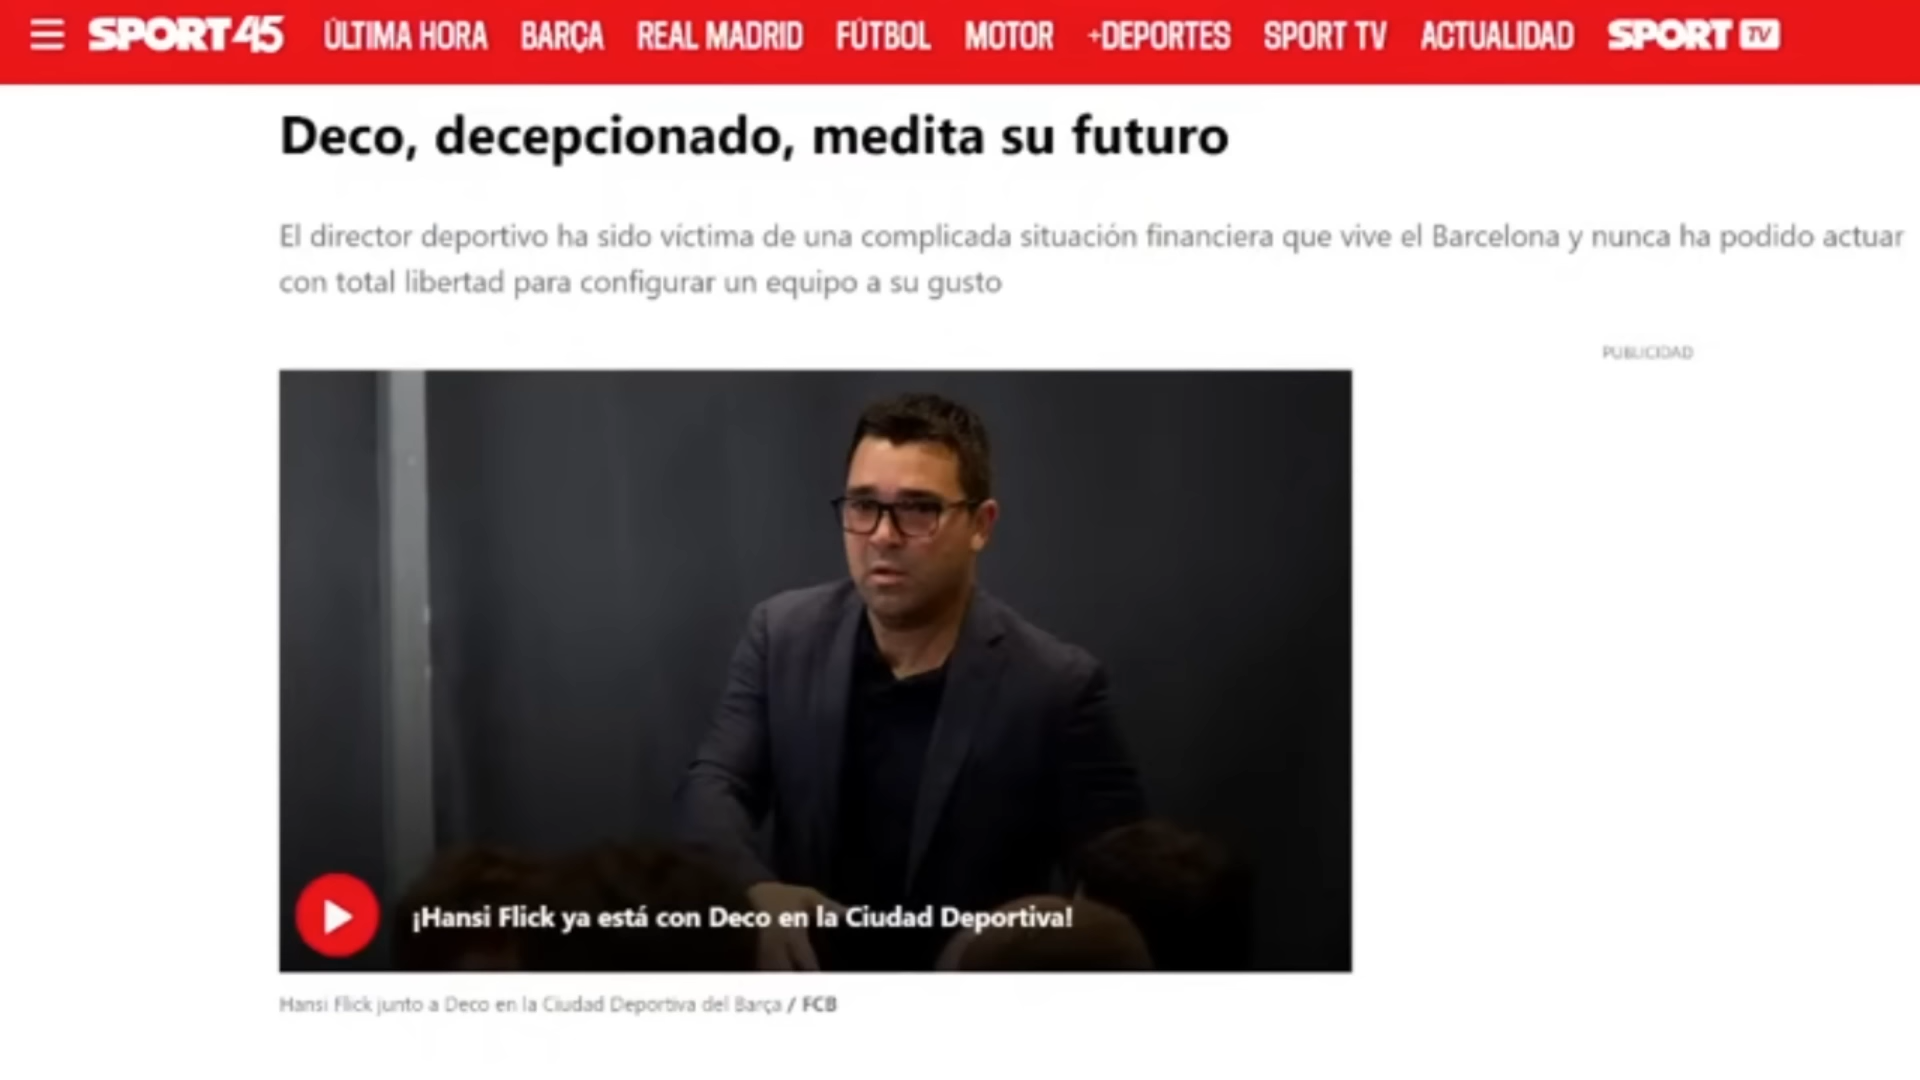 SPORT 45 ÚLTIMA HORA BARÇA REAL MADRID FÚTBOL MOTOR +DEPORTES SPORT TV ACTUALIDAD SPORT TV
Deco, decepcionado, medita su futuro
El director deportivo ha sido víctima de una complicada situación financiera que vive el Barcelona y nunca ha podido actuar
con total libertad para configurar un equipo a su gusto
PUBLICIDAD
¡Hansi Flick ya está con Deco en la Ciudad Deportiva!
Hansi Flick junto a Deco en la Ciudad Deportiva del Barça / FCB